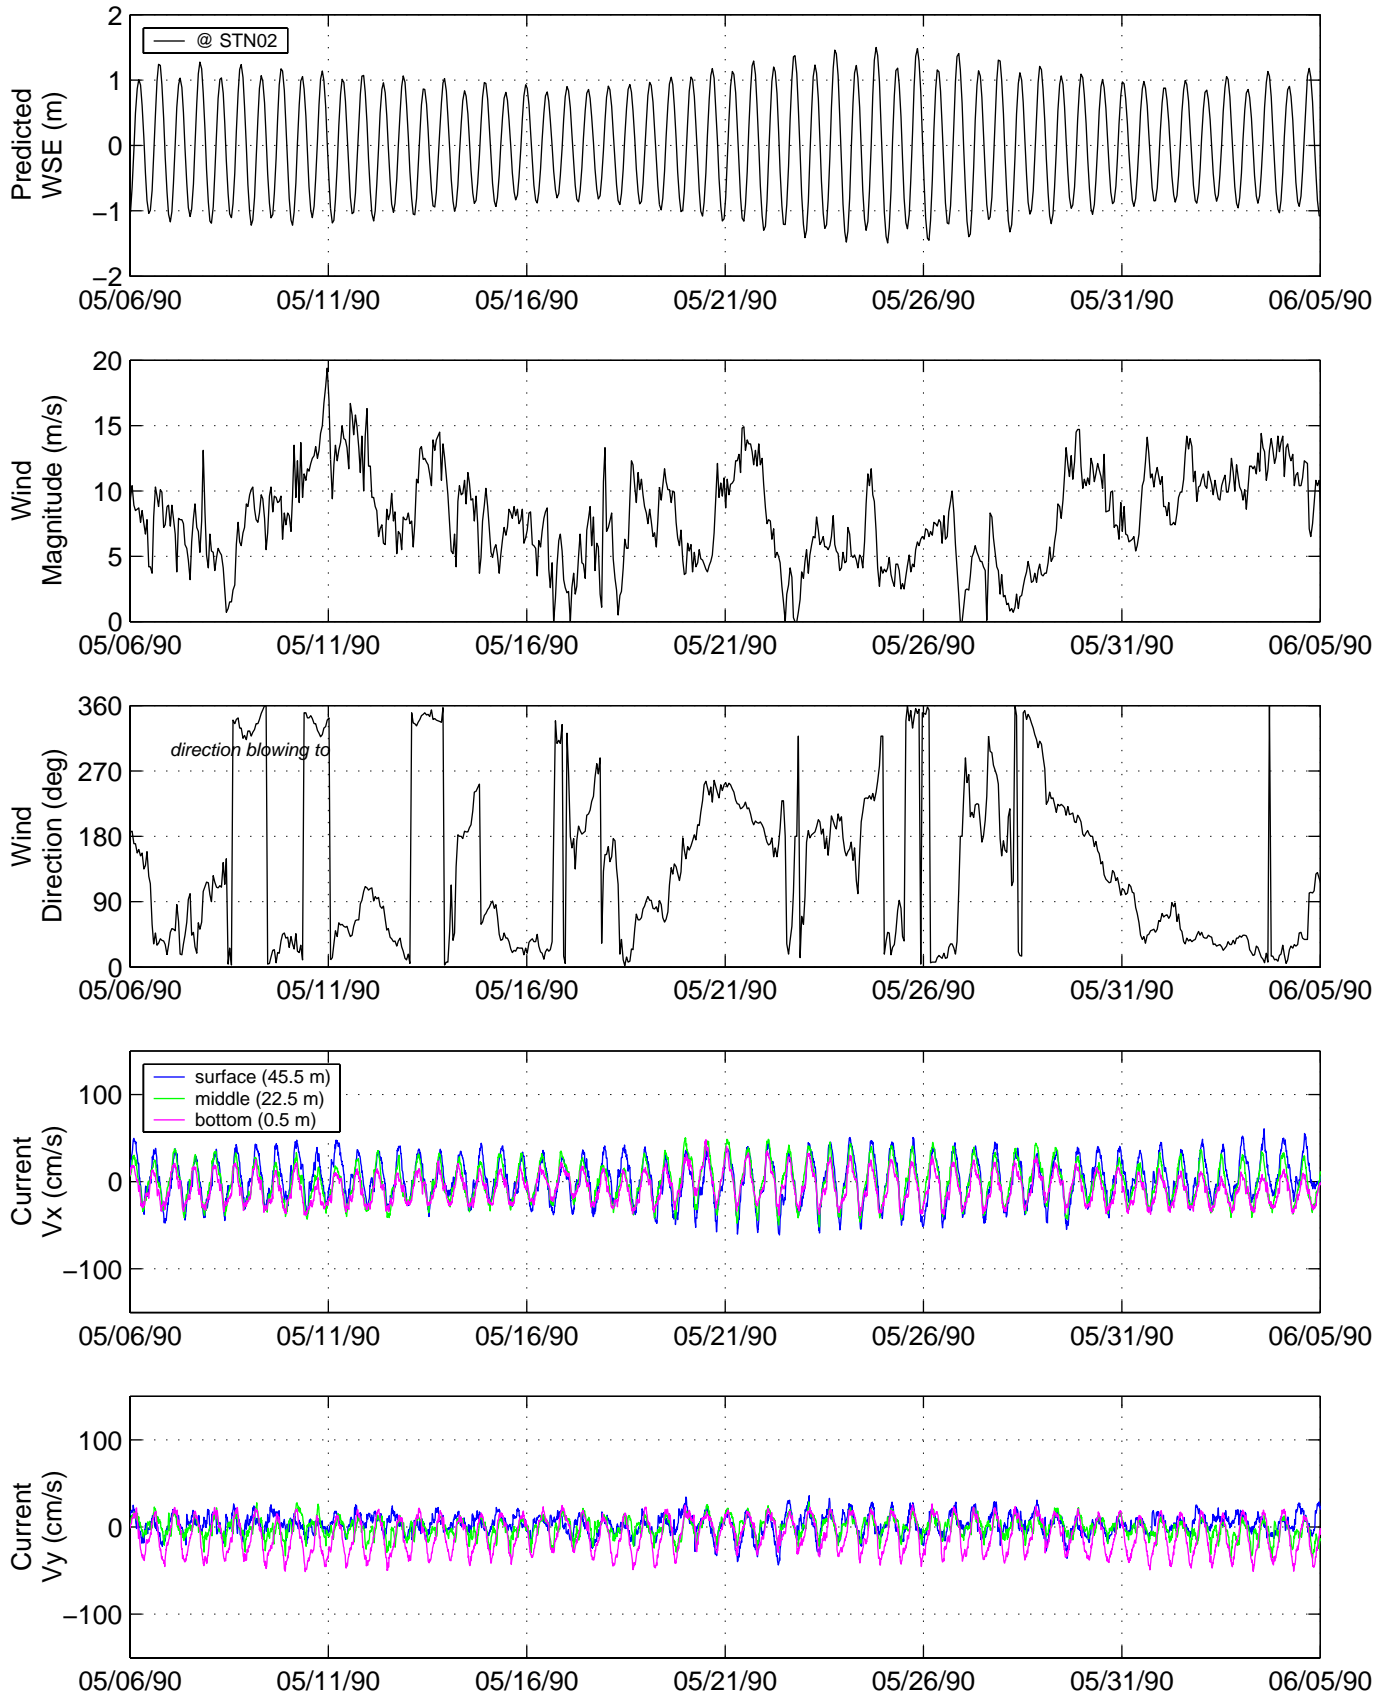 Predicted
WSE (m)
2
1
0
−1
−2
@ STN02
05/06/90 05/11/90 05/16/90 05/21/90 05/26/90 05/31/90 06/05/90
Wind
Magnitude (m/s)
20
15
10
5
0
05/06/90 05/11/90 05/16/90 05/21/90 05/26/90 05/31/90 06/05/90
Wind
Direction (deg)
360
270
180
90
0
direction blowing to
05/06/90 05/11/90 05/16/90 05/21/90 05/26/90 05/31/90 06/05/90
Current
Vx (cm/s)
100
0
−100
surface (45.5 m)
middle (22.5 m)
bottom (0.5 m)
05/06/90 05/11/90 05/16/90 05/21/90 05/26/90 05/31/90 06/05/90
Current
Vy (cm/s)
100
0
−100
05/06/90 05/11/90 05/16/90 05/21/90 05/26/90 05/31/90 06/05/90